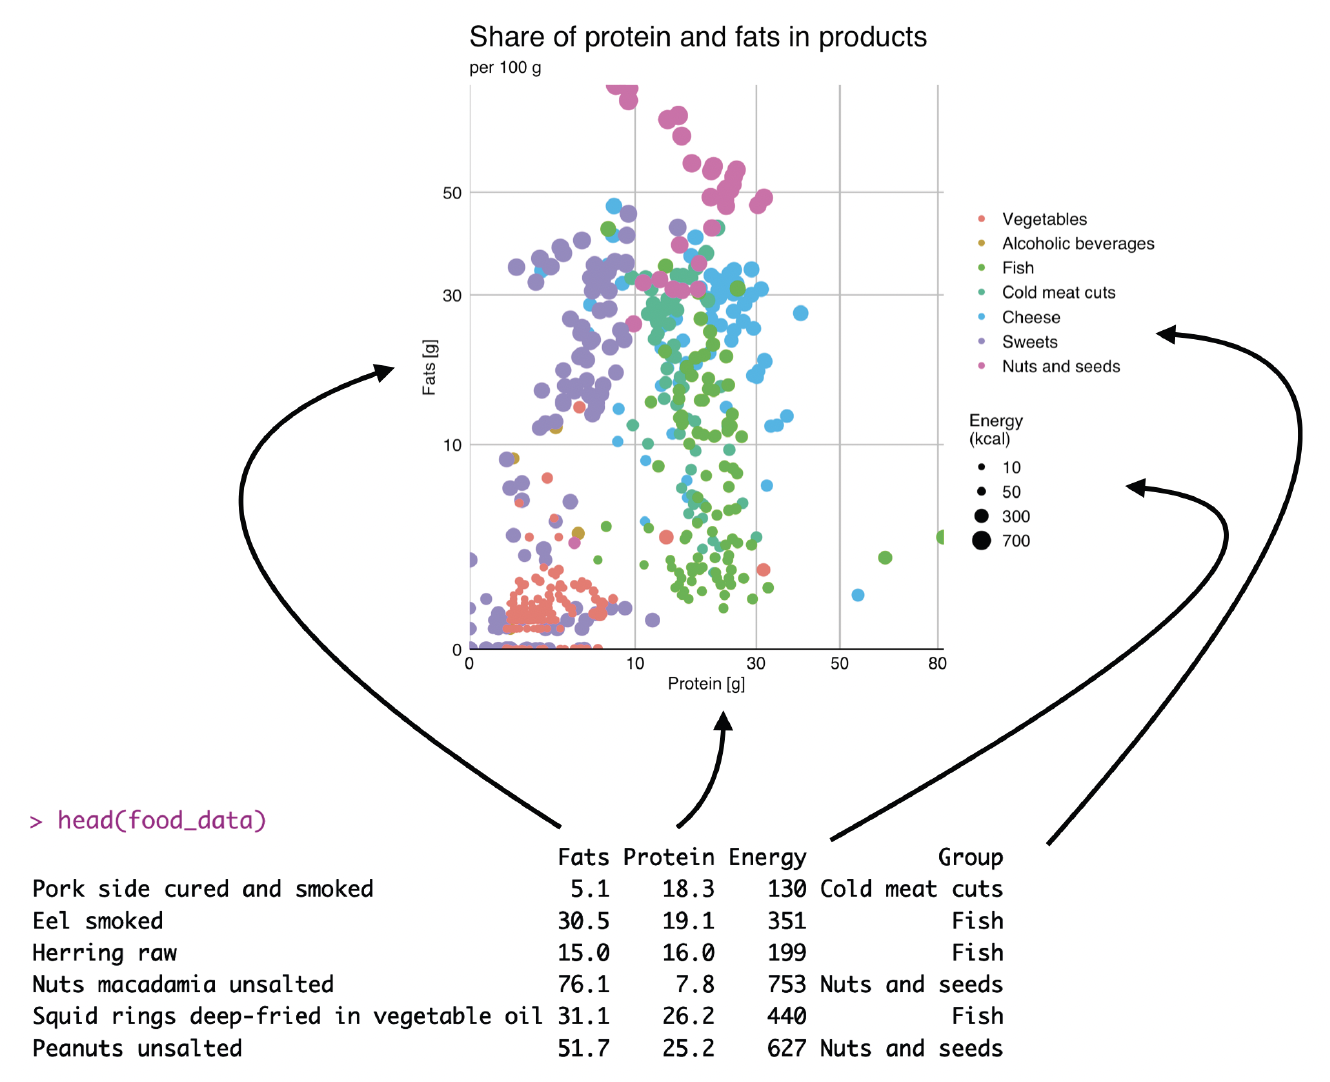 Share of protein and fats in products
per 100 g
50
30
10
0
Fats [g]
0 10 30 50 80
Protein [g]
Vegetables
Alcoholic beverages
Fish
Cold meat cuts
Cheese
Sweets
Nuts and seeds
Energy
(kcal)
10
50
300
700
> head(food_data)
Fats Protein Energy Group
Pork side cured and smoked 5.1 18.3 130 Cold meat cuts
Eel smoked 30.5 19.1 351 Fish
Herring raw 15.0 16.0 199 Fish
Nuts macadamia unsalted 76.1 7.8 753 Nuts and seeds
Squid rings deep-fried in vegetable oil 31.1 26.2 440 Fish
Peanuts unsalted 51.7 25.2 627 Nuts and seeds